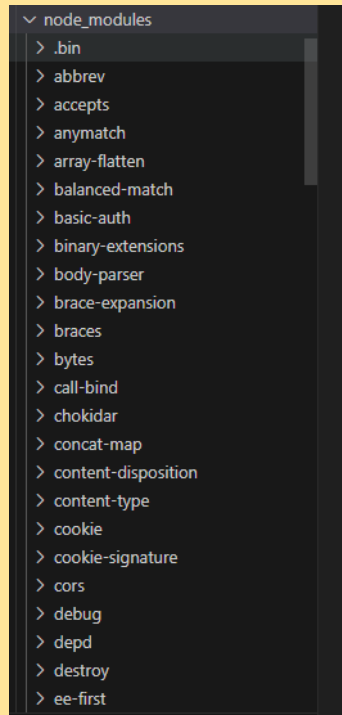 node_modules
.bin
abbrev
accepts
anymatch
array-flatten
balanced-match
basic-auth
binary-extensions
body-parser
brace-expansion
braces
bytes
call-bind
chokidar
concat-map
content-disposition
content-type
cookie
cookie-signature
cors
debug
depd
destroy
ee-first